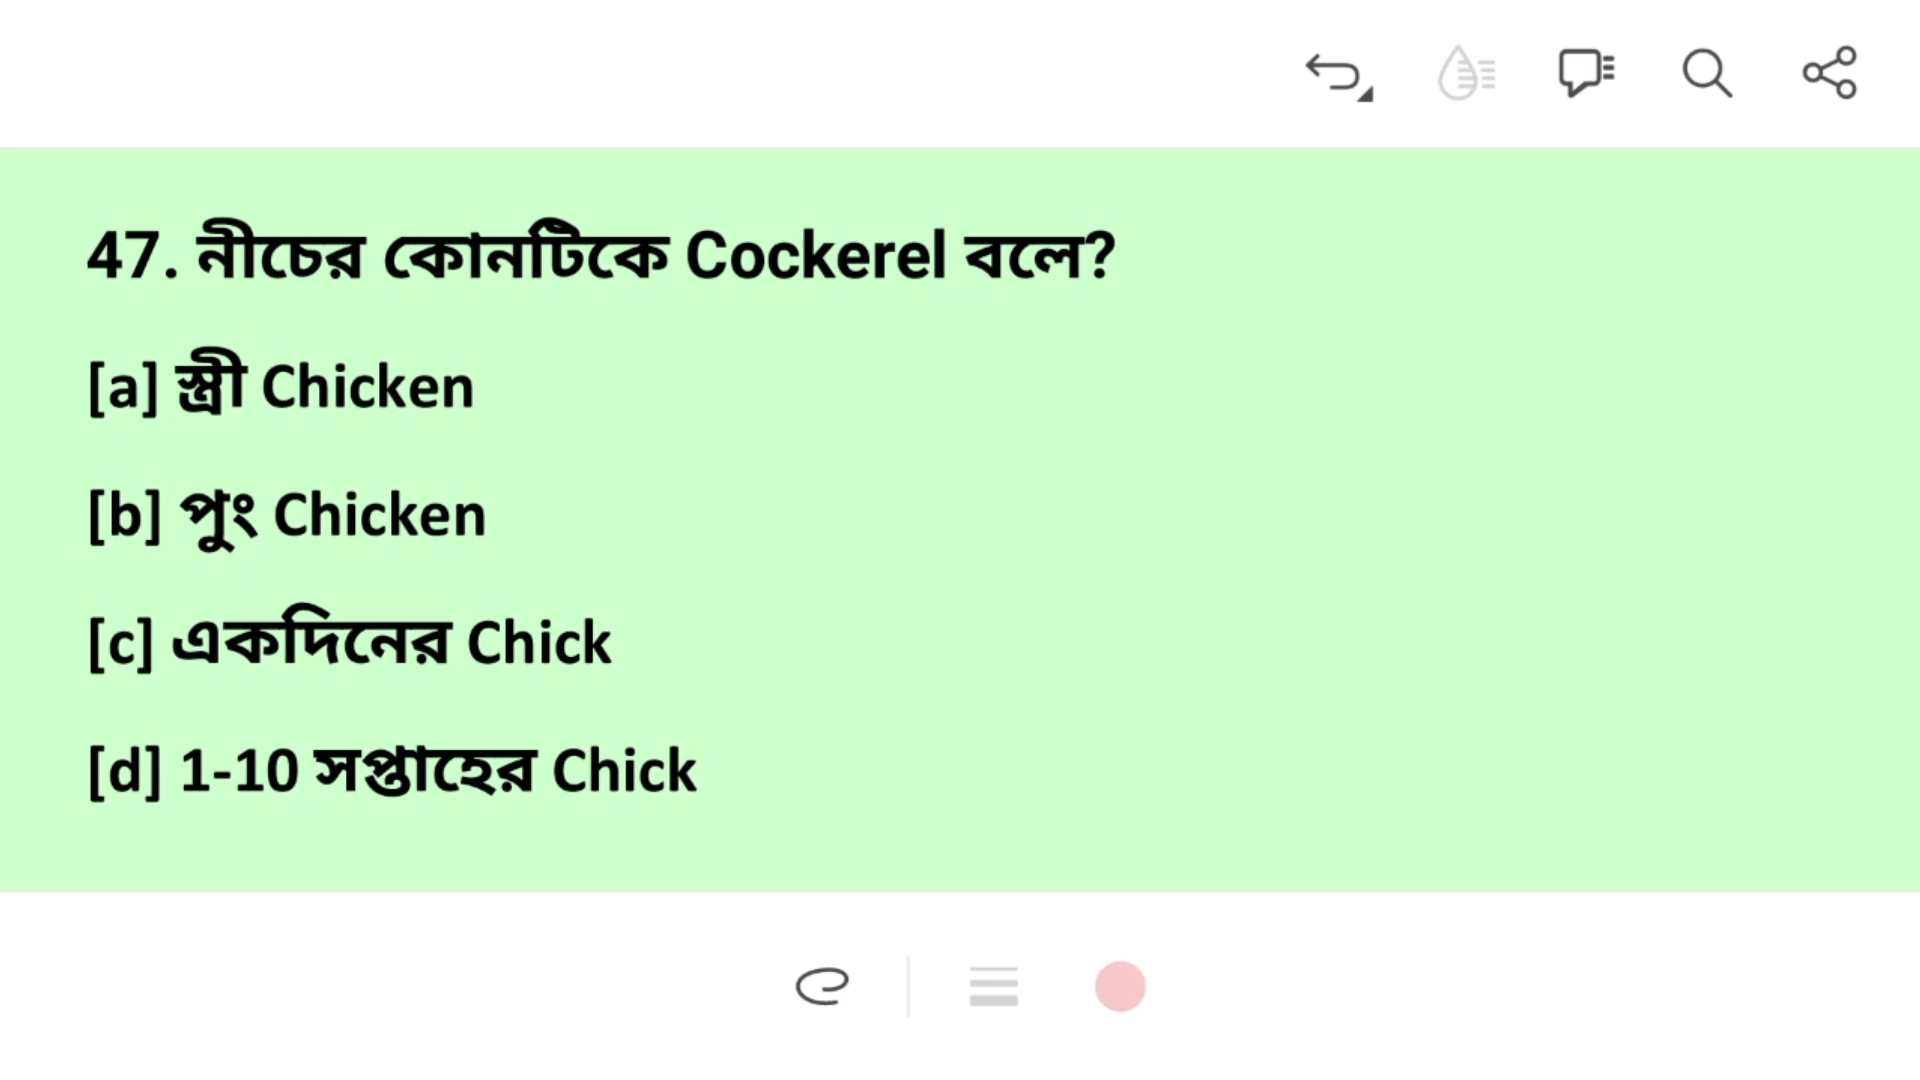 47. নীচের কোনটিকে Cockerel বলে?
[a] স্ত্রী Chicken
[b] পুং Chicken
[c] একদিনের Chick
[d] 1-10 সপ্তাহের Chick